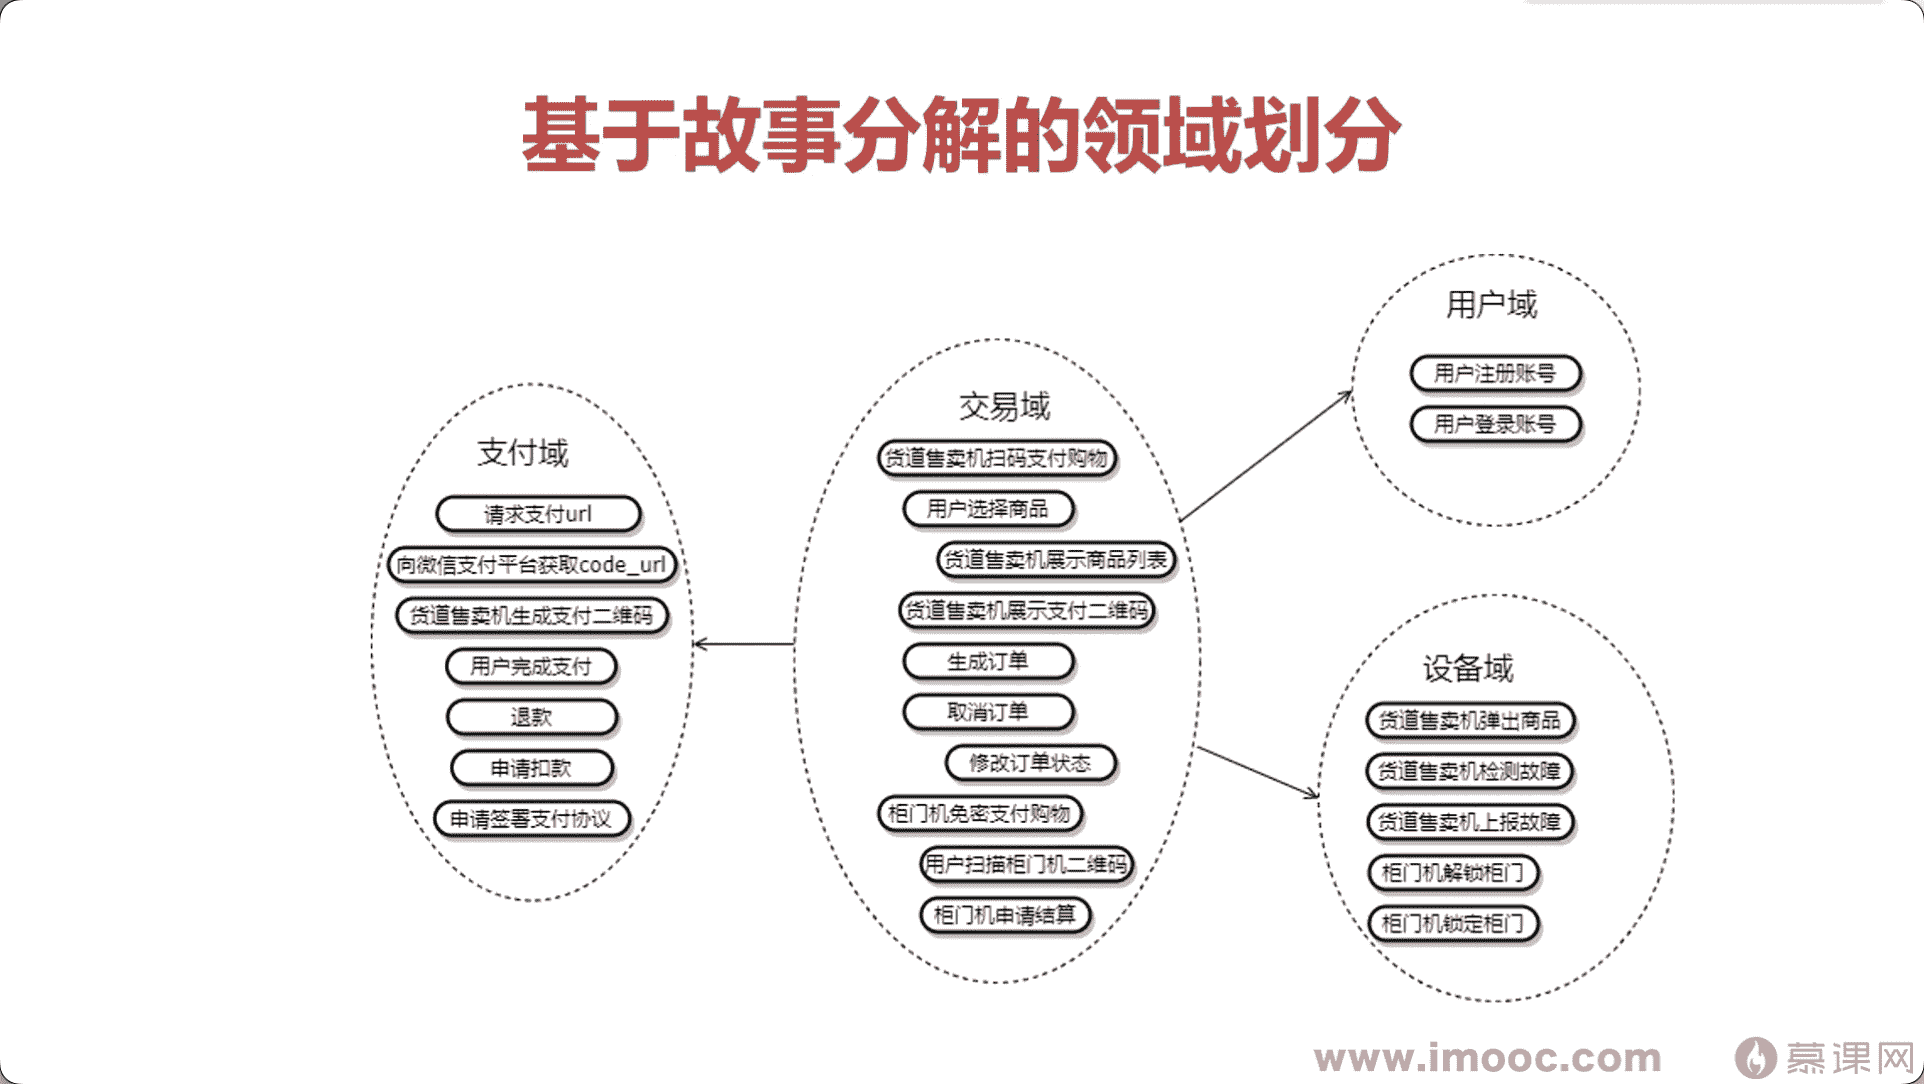 基于故事分解的领域划分
支付域
请求支付url
向微信支付平台获取code_url
货道售卖机生成支付二维码
用户完成支付
退款
申请扣款
申请签署支付协议
交易域
货道售卖机扫码支付购物
用户选择商品
货道售卖机展示商品列表
货道售卖机展示支付二维码
生成订单
取消订单
修改订单状态
柜门机免密支付购物
用户扫描柜门机二维码
柜门机申请结算
用户域
用户注册账号
用户登录账号
设备域
货道售卖机弹出商品
货道售卖机检测故障
货道售卖机上报故障
柜门机解锁柜门
柜门机锁定柜门
www.imooc.com
慕课网